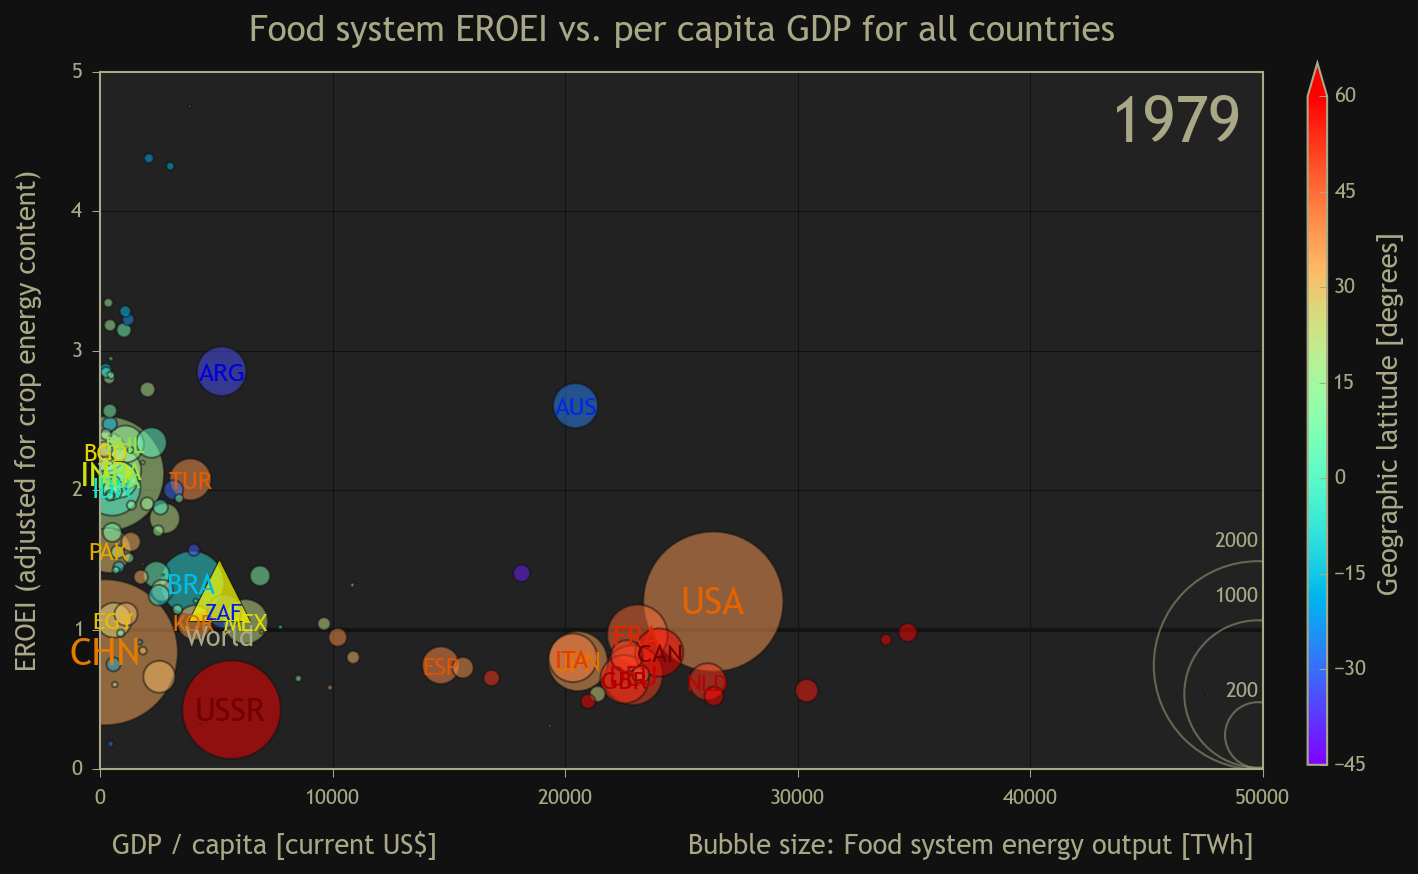 Food system EROEI vs. per capita GDP for all countries
1979
EROEI (adjusted for crop energy content)
5
4
3
2
1
0
0
10000
20000
30000
40000
50000
GDP / capita [current US$]
Bubble size: Food system energy output [TWh]
ARG
AUS
BGD
TUR
PAK
BRA
ZAF
EGY
KOR
MEX
World
CHN
USSR
ESP
ITA
FRA
CAN
USA
GBR
DEU
NLD
2000
1000
200
60
45
30
15
0
−15
−30
−45
Geographic latitude [degrees]